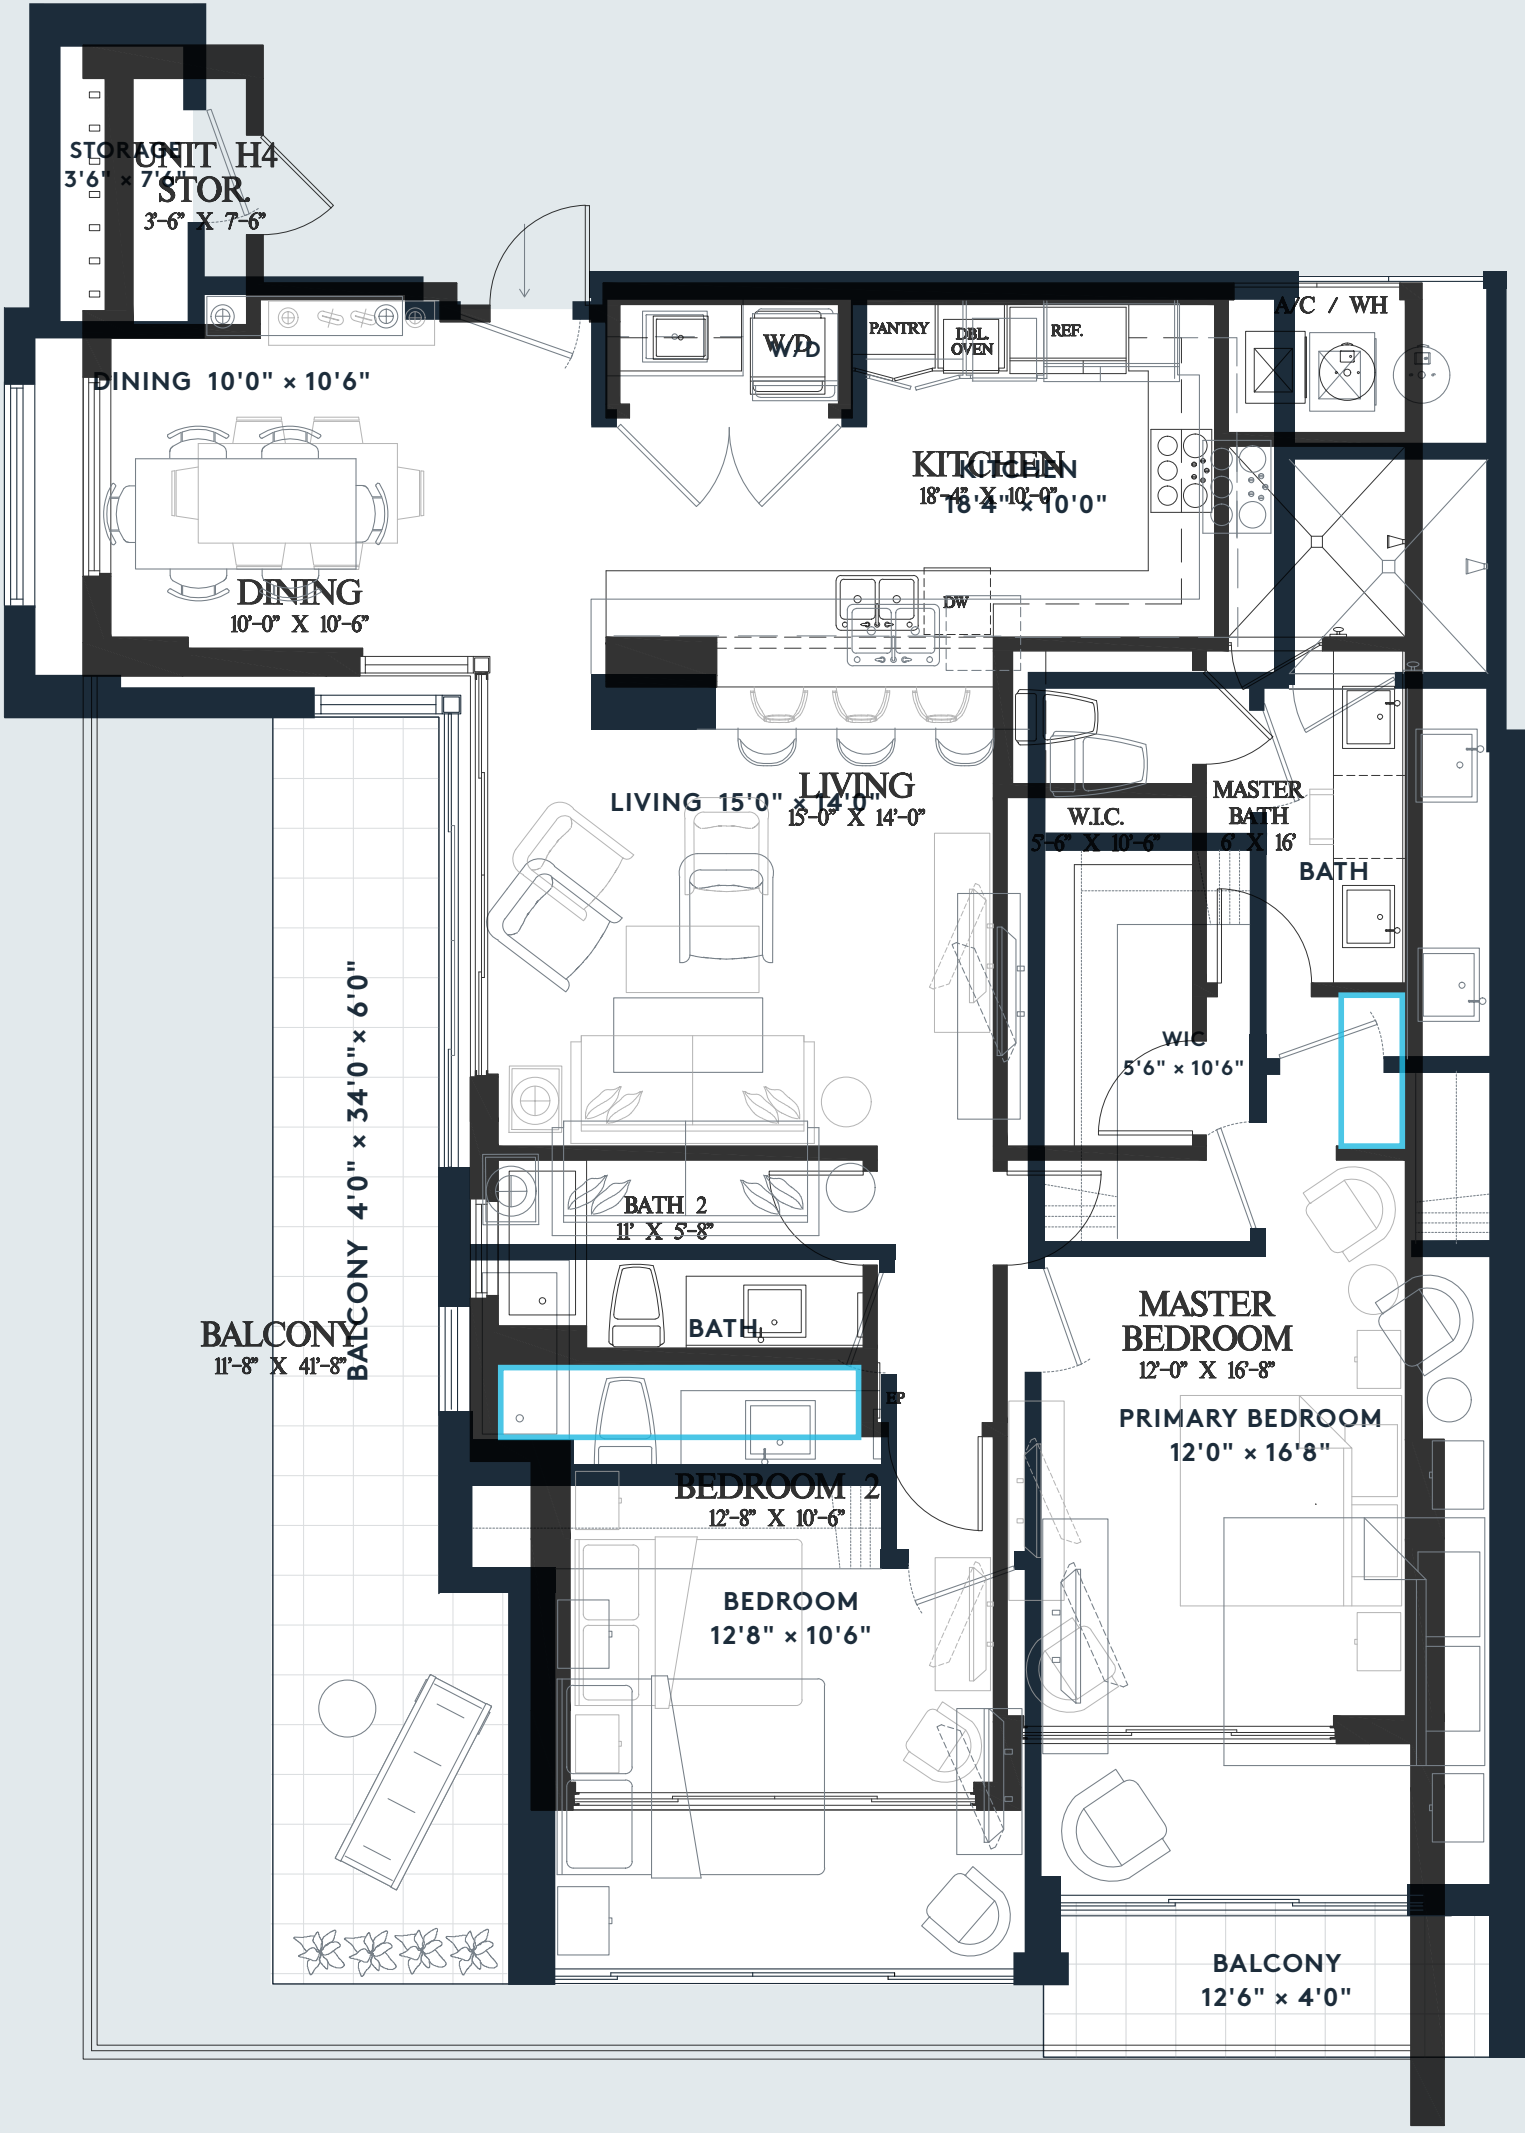 STORAGE
3'6" × 7'6"
UNIT H4
STOR.
3'-6" X 7'-6"
A/C / WH
W/D
W/D
PANTRY
DBL.
OVEN
REF.
DINING 10'0" × 10'6"
KITCHEN
18'-4" X 10'-0"
KITCHEN
18'4" × 10'0"
DINING
10'-0" X 10'-6"
DW
LIVING
15'-0" X 14'-0"
LIVING 15'0" × 14'0"
W.I.C.
5'-6" X 10'-6"
MASTER
BATH
6' X 16'
BATH
WIC
5'6" × 10'6"
BALCONY 4'0" × 34'0" × 6'0"
BATH 2
11' X 5'-8"
BALCONY
11'-8" X 41'-8"
BATH
MASTER
BEDROOM
12'-0" X 16'-8"
EP
PRIMARY BEDROOM
12'0" × 16'8"
BEDROOM 2
12'-8" X 10'-6"
BEDROOM
12'8" × 10'6"
BALCONY
12'6" × 4'0"